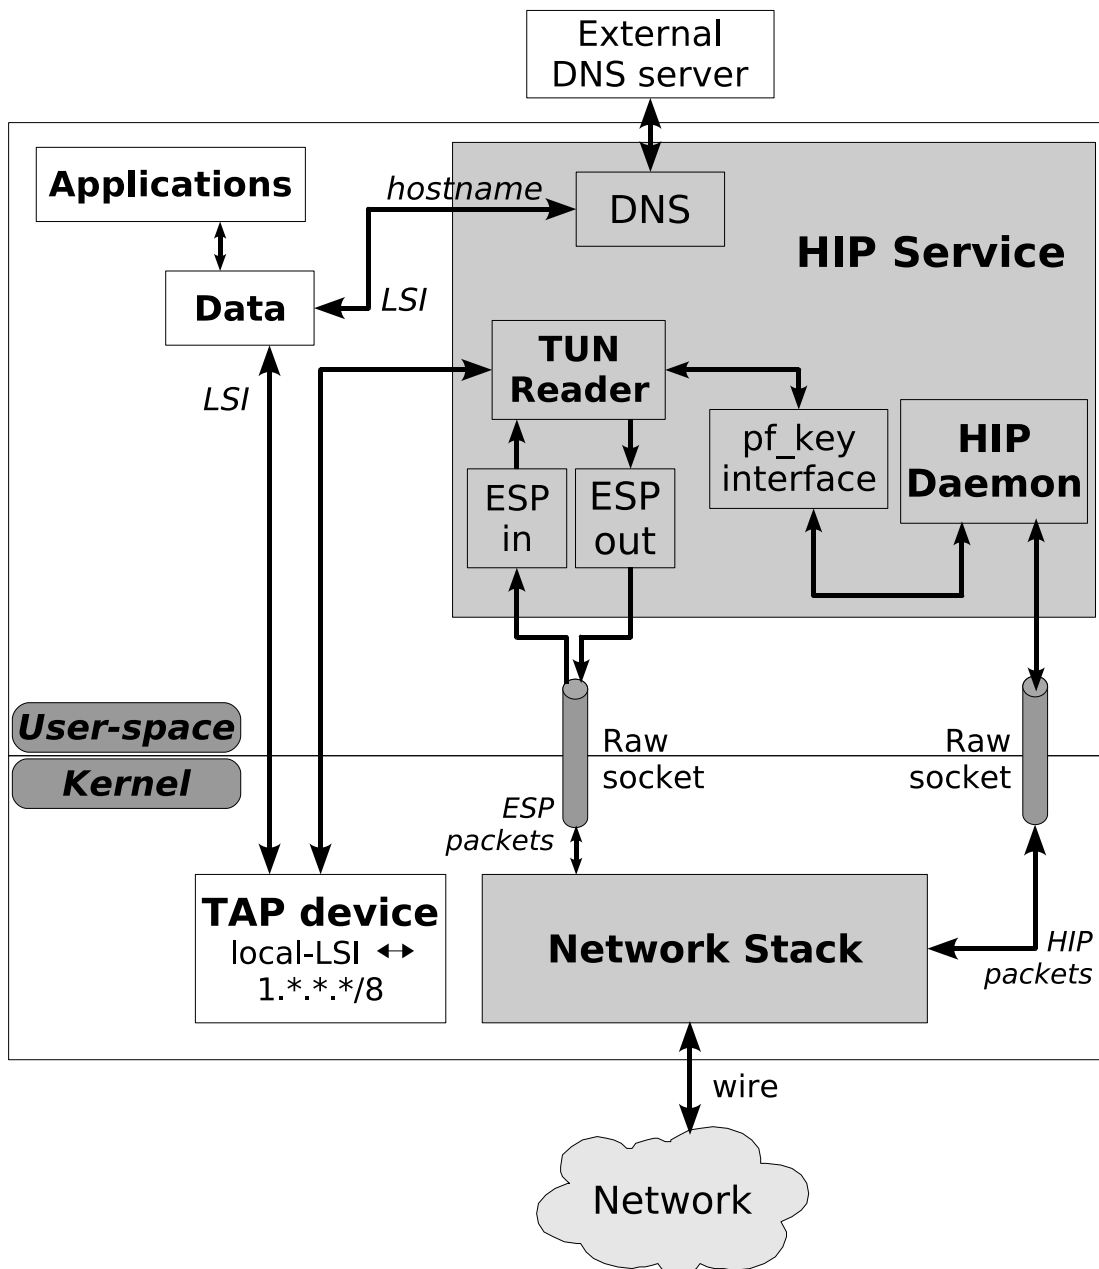 External
DNS server
Applications
hostname
DNS
HIP Service
Data
LSI
TUN
Reader
LSI
pf_key
interface
HIP
Daemon
ESP
in
ESP
out
User-space
Kernel
Raw
socket
Raw
socket
ESP
packets
TAP device
local-LSI ↔
1.*.*.*/8
Network Stack
HIP
packets
wire
Network